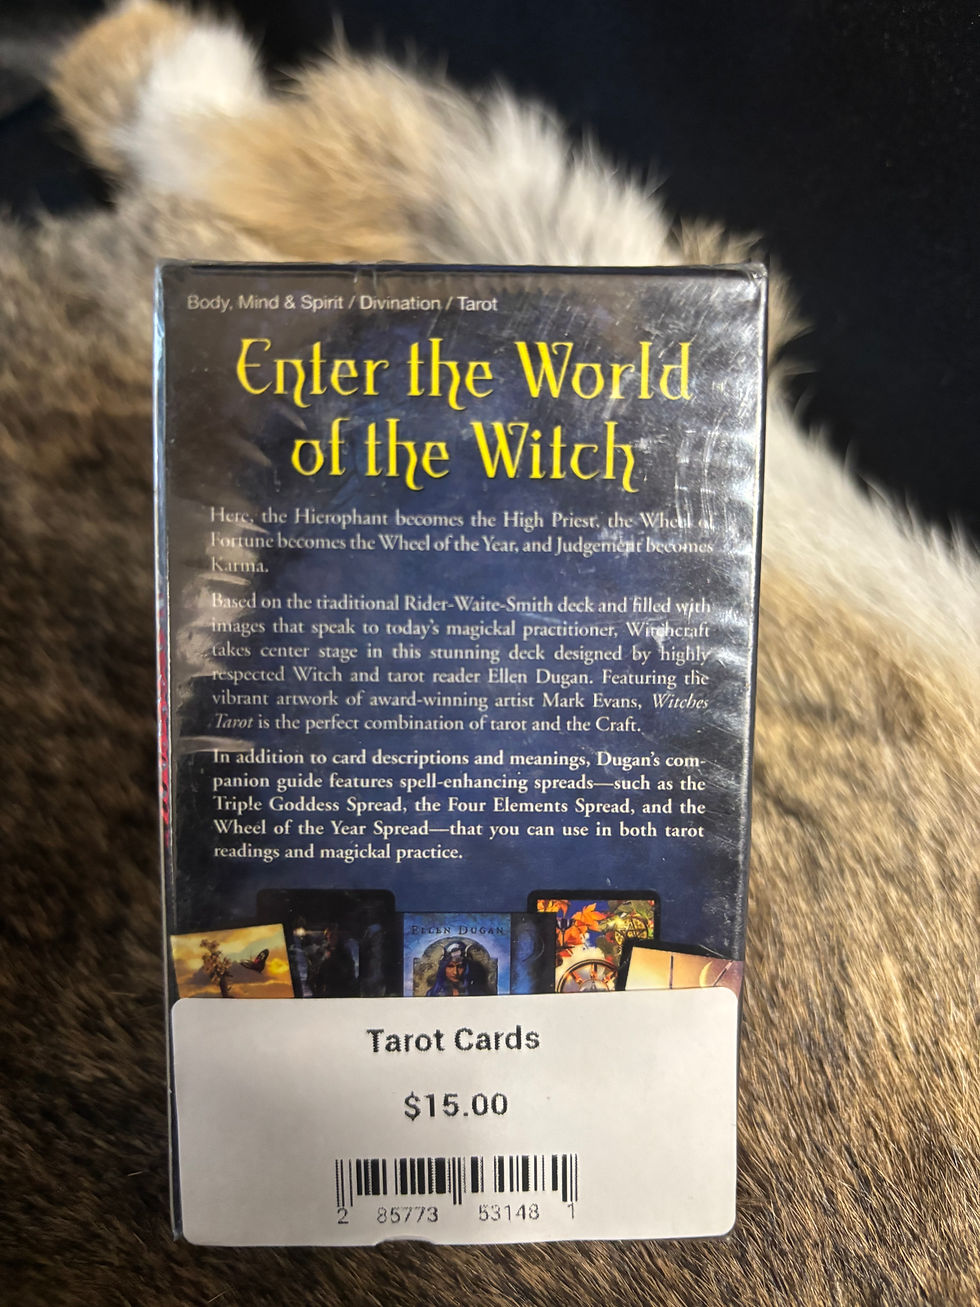 Body, Mind & Spirit / Divination / Tarot
Enter the World
of the Witch
Here, the Hierophant becomes the High Priest, the Wheel of
Fortune becomes the Wheel of the Year, and Judgement becomes
Karma.
Based on the traditional Rider-Waite-Smith deck and filled with
images that speak to today's magickal practitioner, Witchcraft
takes center stage in this stunning deck designed by highly
respected Witch and tarot reader Ellen Dugan. Featuring the
vibrant artwork of award-winning artist Mark Evans, Witches
Tarot is the perfect combination of tarot and the Craft.
In addition to card descriptions and meanings, Dugan's com-
panion guide features spell-enhancing spreads—such as the
Triple Goddess Spread, the Four Elements Spread, and the
Wheel of the Year Spread—that you can use in both tarot
readings and magickal practice.
ELLEN DUGAN
Tarot Cards
$15.00
2 85773 53148 1